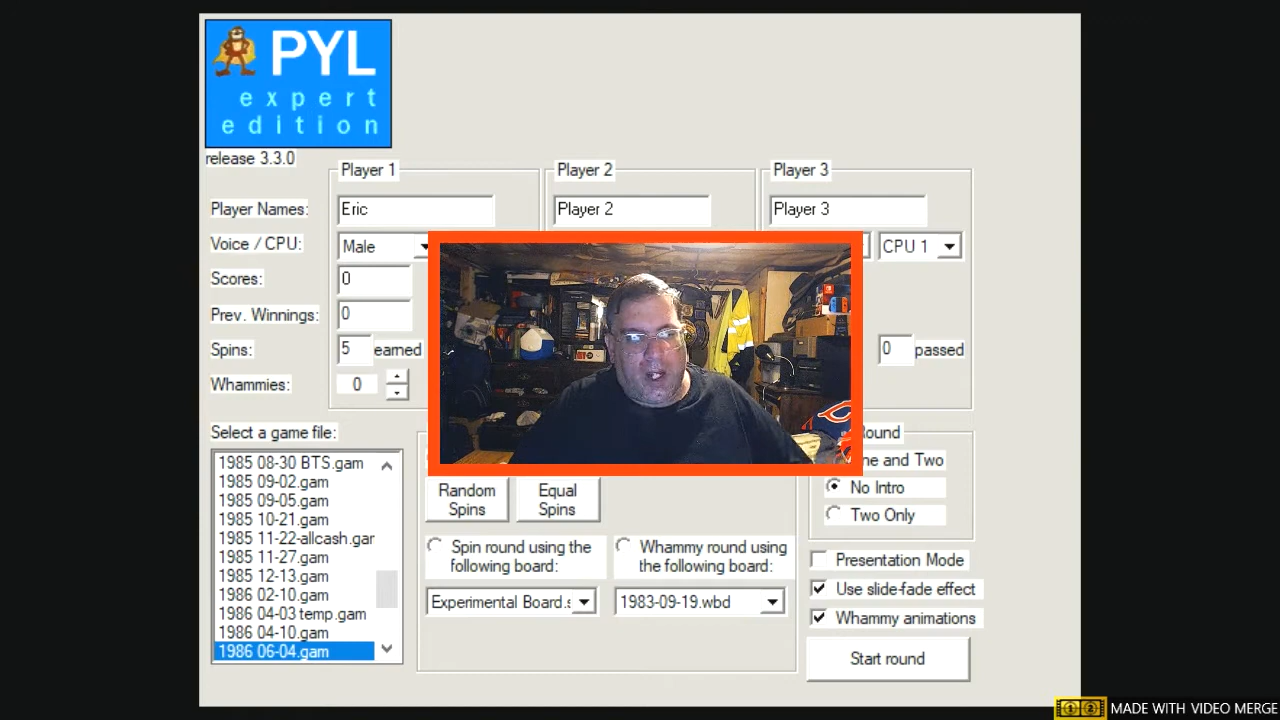 PYL
expert
edition
release 3.3.0
Player 1
Player 2
Player 3
Player Names:
Eric
Player 2
Player 3
Voice / CPU:
Male
CPU 1
Scores:
0
Prev. Winnings:
0
Spins:
5 earned
0 passed
Whammies:
0
Select a game file:
1985 08-30 BTS.gam
1985 09-02.gam
1985 09-05.gam
1985 10-21.gam
1985 11-22-allcash.gar
1985 11-27.gam
1985 12-13.gam
1986 02-10.gam
1986 04-03 temp.gam
1986 04-10.gam
1986 06-04.gam
Random
Spins
Equal
Spins
Spin round using the
following board:
Experimental Board.s
Whammy round using
the following board:
1983-09-19.wbd
Round
ne and Two
No Intro
Two Only
Presentation Mode
Use slide-fade effect
Whammy animations
Start round
MADE WITH VIDEO MERGE